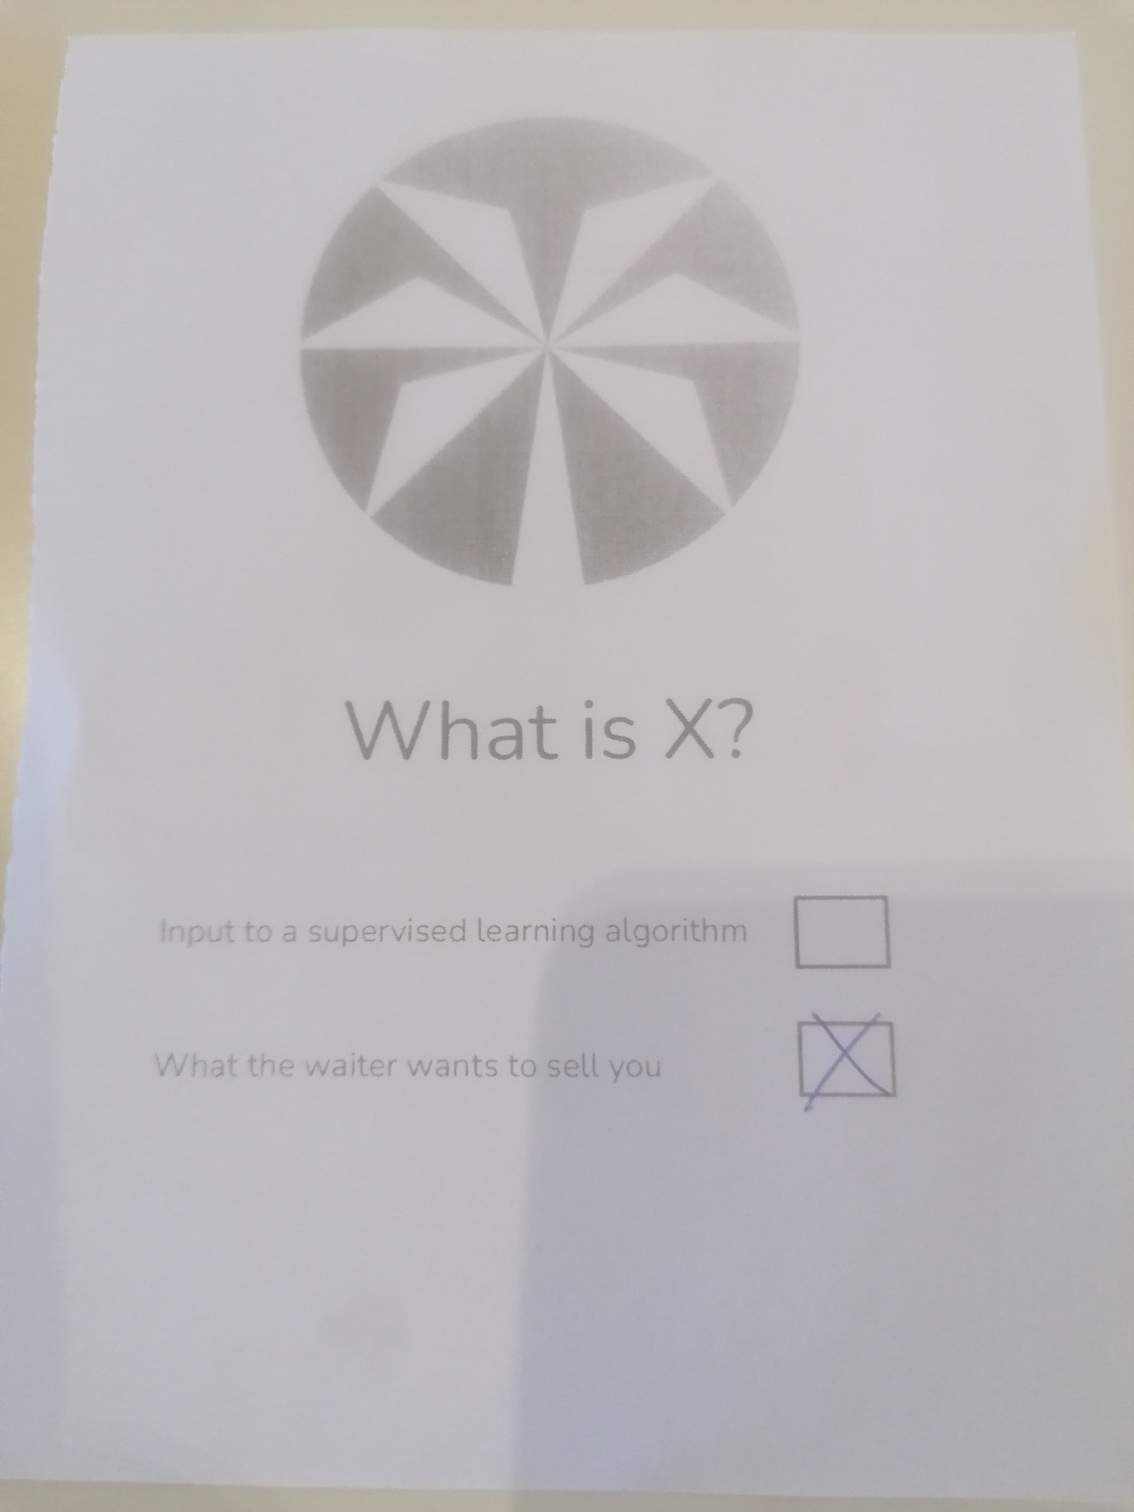 What is X?
Input to a supervised learning algorithm
What the waiter wants to sell you